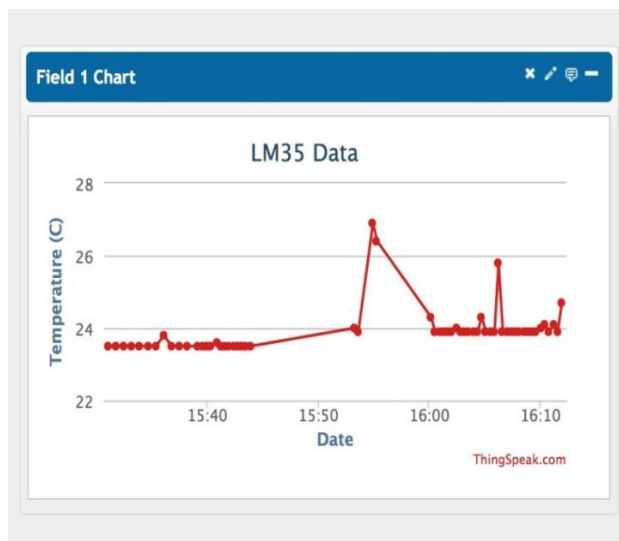 Field 1 Chart
LM35 Data
Temperature (C)
28
26
24
22
15:40 15:50 16:00 16:10
Date
ThingSpeak.com